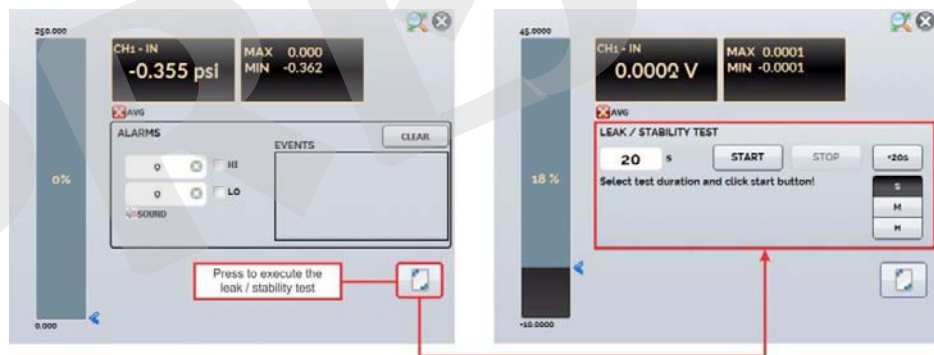 250.000
CH1 - IN
-0.355 psi
MAX 0.000
MIN -0.362
AVG
ALARMS
EVENTS
CLEAR
0
HI
0
LO
SOUND
0%
Press to execute the
leak / stability test
0.000
45.0000
CH1 - IN
0.0002 V
MAX 0.0001
MIN -0.0001
AVG
LEAK / STABILITY TEST
20 s
START
STOP
+20s
Select test duration and click start button!
S
M
H
18 %
-10.0000